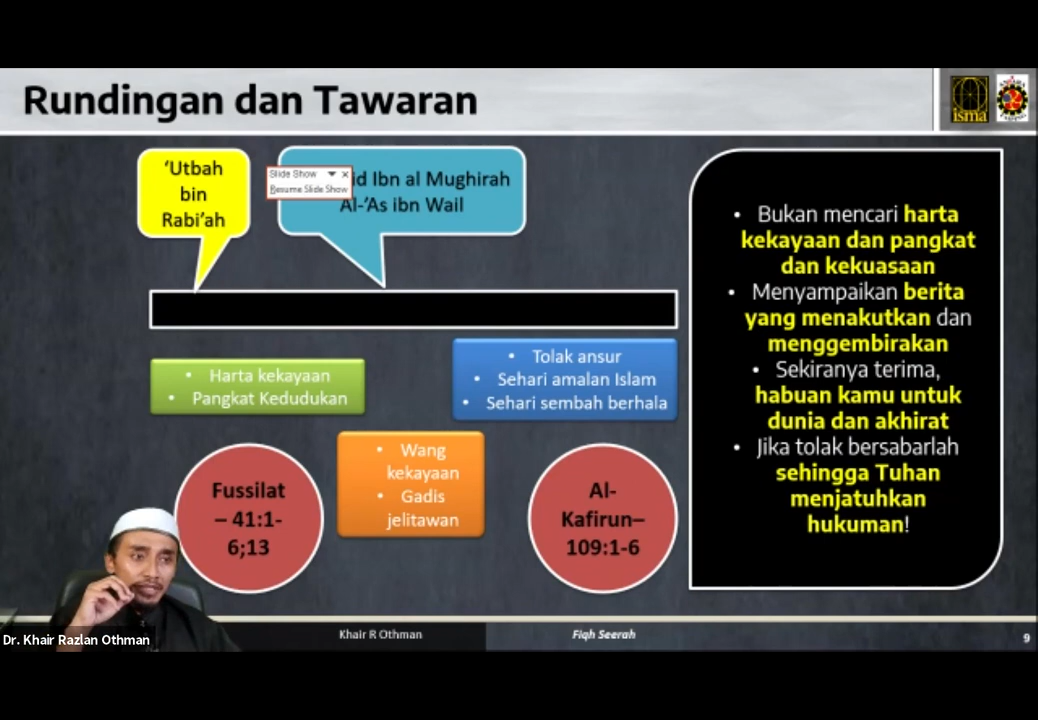 Rundingan dan Tawaran
isma
‘Utbah
bin
Rabi’ah
Slide Show
Resume Slide Show
Ibn al Mughirah
Al-‘As ibn Wail
• Harta kekayaan
• Pangkat Kedudukan
• Tolak ansur
• Sehari amalan Islam
• Sehari sembah berhala
• Wang
kekayaan
• Gadis
jelitawan
Fussilat
– 41:1-
6;13
Al-
Kafirun–
109:1-6
• Bukan mencari harta
kekayaan dan pangkat
dan kekuasaan
• Menyampaikan berita
yang menakutkan dan
menggembirakan
• Sekiranya terima,
habuan kamu untuk
dunia dan akhirat
• Jika tolak bersabarlah
sehingga Tuhan
menjatuhkan
hukuman!
Dr. Khair Razlan Othman
Khair R Othman
Fiqh Seerah
9